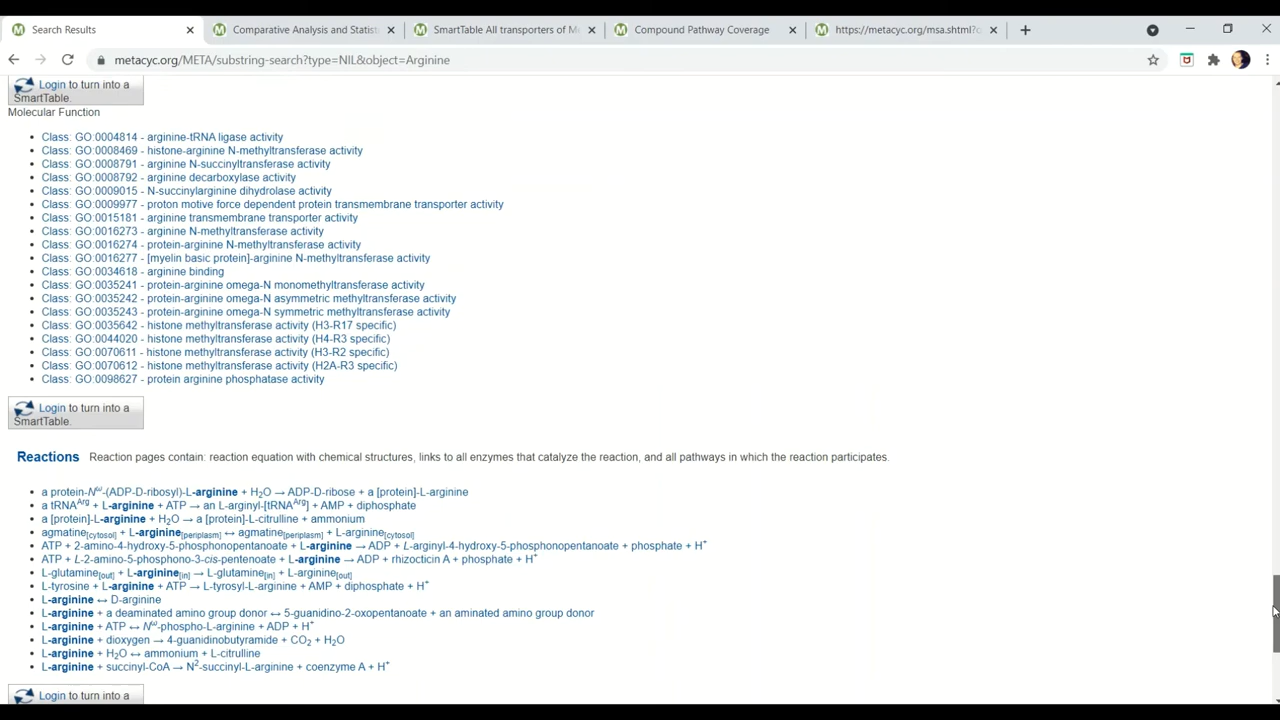 Search Results
Comparative Analysis and Statist
SmartTable All transporters of M
Compound Pathway Coverage
https://metacyc.org/msa.shtml?c
metacyc.org/META/substring-search?type=NIL&object=Arginine
Login to turn into a
SmartTable.
Molecular Function
Class: GO:0004814 - arginine-tRNA ligase activity
Class: GO:0008469 - histone-arginine N-methyltransferase activity
Class: GO:0008791 - arginine N-succinyltransferase activity
Class: GO:0008792 - arginine decarboxylase activity
Class: GO:0009015 - N-succinylarginine dihydrolase activity
Class: GO:0009977 - proton motive force dependent protein transmembrane transporter activity
Class: GO:0015181 - arginine transmembrane transporter activity
Class: GO:0016273 - arginine N-methyltransferase activity
Class: GO:0016274 - protein-arginine N-methyltransferase activity
Class: GO:0016277 - [myelin basic protein]-arginine N-methyltransferase activity
Class: GO:0034618 - arginine binding
Class: GO:0035241 - protein-arginine omega-N monomethyltransferase activity
Class: GO:0035242 - protein-arginine omega-N asymmetric methyltransferase activity
Class: GO:0035243 - protein-arginine omega-N symmetric methyltransferase activity
Class: GO:0035642 - histone methyltransferase activity (H3-R17 specific)
Class: GO:0044020 - histone methyltransferase activity (H4-R3 specific)
Class: GO:0070611 - histone methyltransferase activity (H3-R2 specific)
Class: GO:0070612 - histone methyltransferase activity (H2A-R3 specific)
Class: GO:0098627 - protein arginine phosphatase activity
Login to turn into a
SmartTable.
Reactions Reaction pages contain: reaction equation with chemical structures, links to all enzymes that catalyze the reaction, and all pathways in which the reaction participates.
a protein-Nω-(ADP-D-ribosyl)-L-arginine + H2O → ADP-D-ribose + a [protein]-L-arginine
a tRNAArg + L-arginine + ATP → an L-arginyl-[tRNAArg] + AMP + diphosphate
a [protein]-L-arginine + H2O → a [protein]-L-citrulline + ammonium
agmatine[cytosol] + L-arginine[periplasm] ↔ agmatine[periplasm] + L-arginine[cytosol]
ATP + 2-amino-4-hydroxy-5-phosphonopentanoate + L-arginine → ADP + L-arginyl-4-hydroxy-5-phosphonopentanoate + phosphate + H+
ATP + L-2-amino-5-phosphono-3-cis-pentenoate + L-arginine → ADP + rhizocticin A + phosphate + H+
L-glutamine[out] + L-arginine[in] → L-glutamine[in] + L-arginine[out]
L-tyrosine + L-arginine + ATP → L-tyrosyl-L-arginine + AMP + diphosphate + H+
L-arginine ↔ D-arginine
L-arginine + a deaminated amino group donor ↔ 5-guanidino-2-oxopentanoate + an aminated amino group donor
L-arginine + ATP ↔ Nω-phospho-L-arginine + ADP + H+
L-arginine + dioxygen → 4-guanidinobutyramide + CO2 + H2O
L-arginine + H2O ↔ ammonium + L-citrulline
L-arginine + succinyl-CoA → N2-succinyl-L-arginine + coenzyme A + H+
Login to turn into a